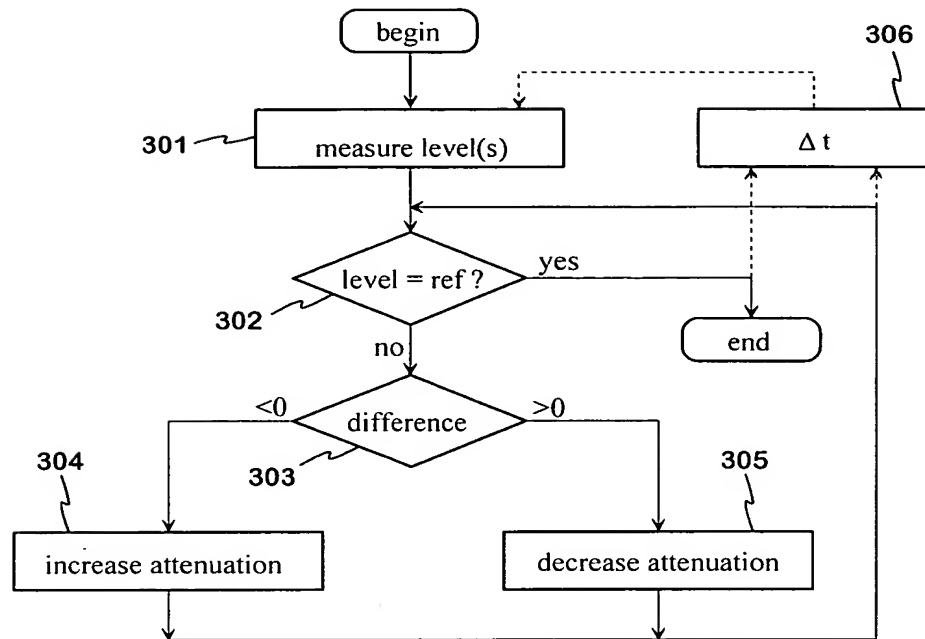 begin
306
301
measure level(s)
Δ t
level = ref ?
yes
302
end
no
<0
difference
>0
303
304
305
increase attenuation
decrease attenuation